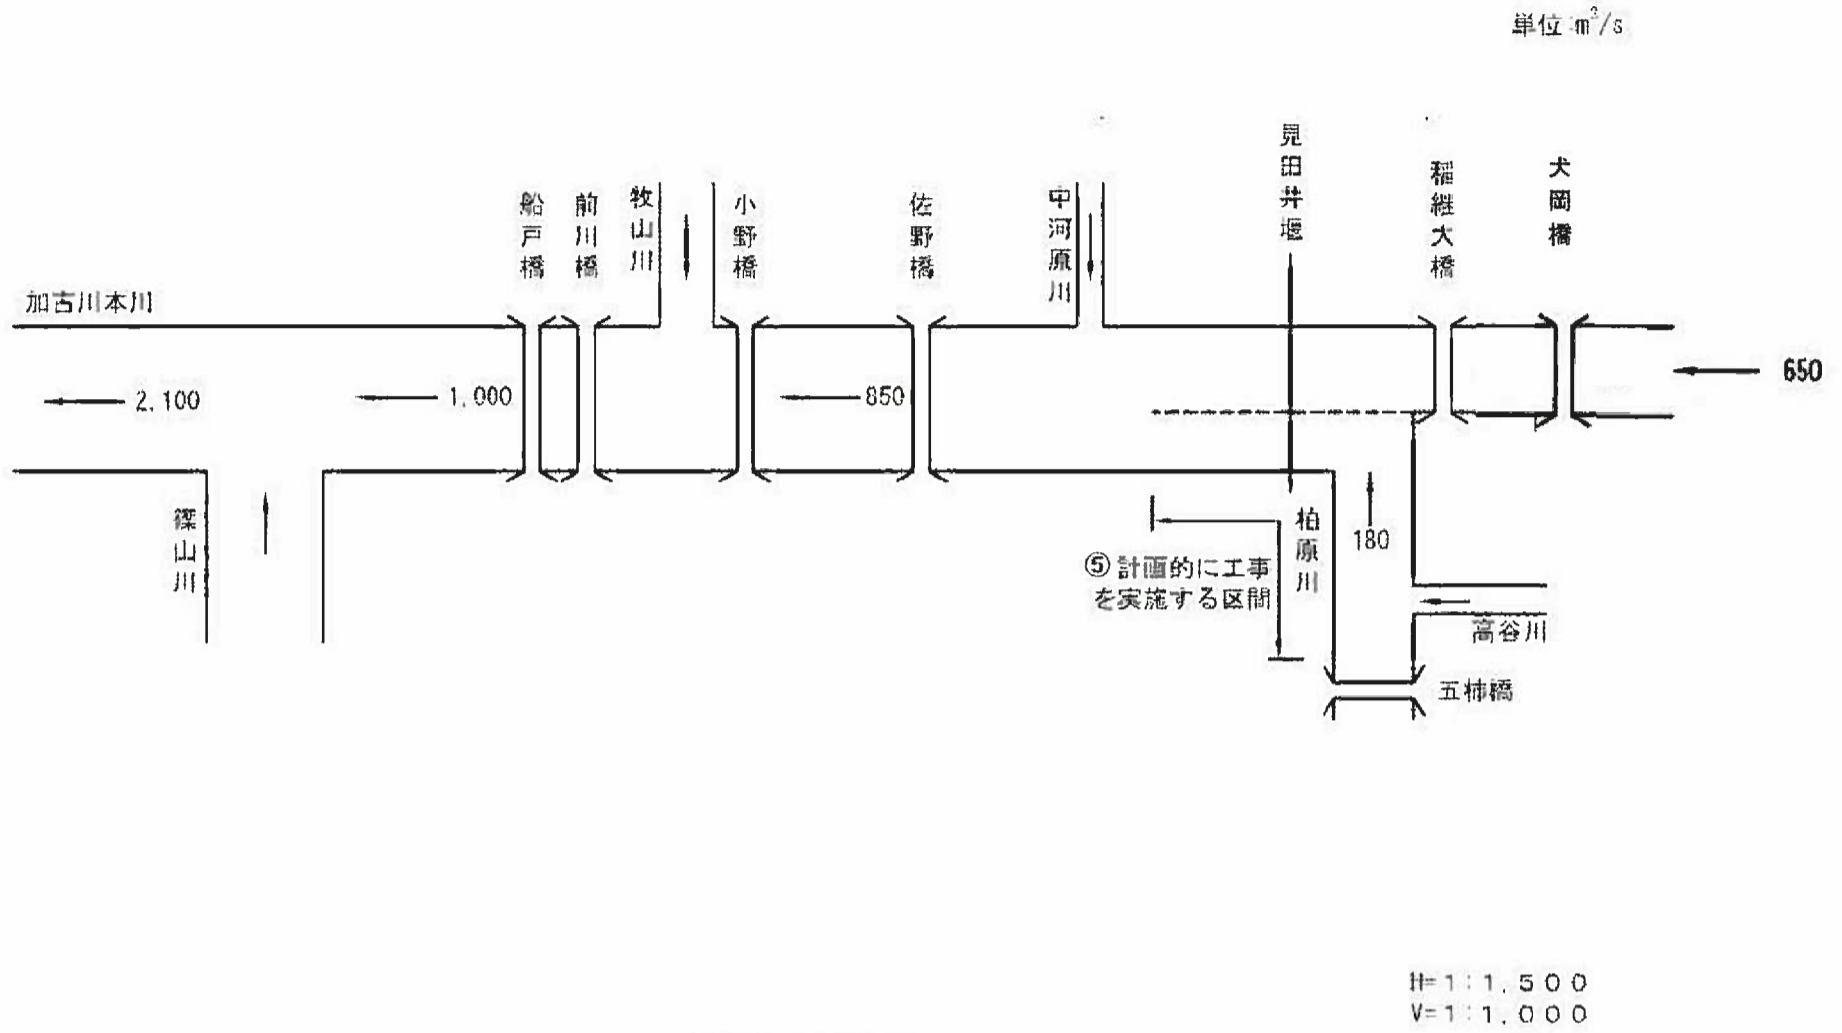 単位 m³/s
見田井堰
犬岡橋
稲継大橋
牧山川
中河原川
船戸橋
前川橋
小野橋
佐野橋
加古川本川
650
2,100
1,000
850
篠山川
柏原川
180
⑤計画的に工事
を実施する区間
高谷川
五柿橋
H=1:1,500
V=1:1,000